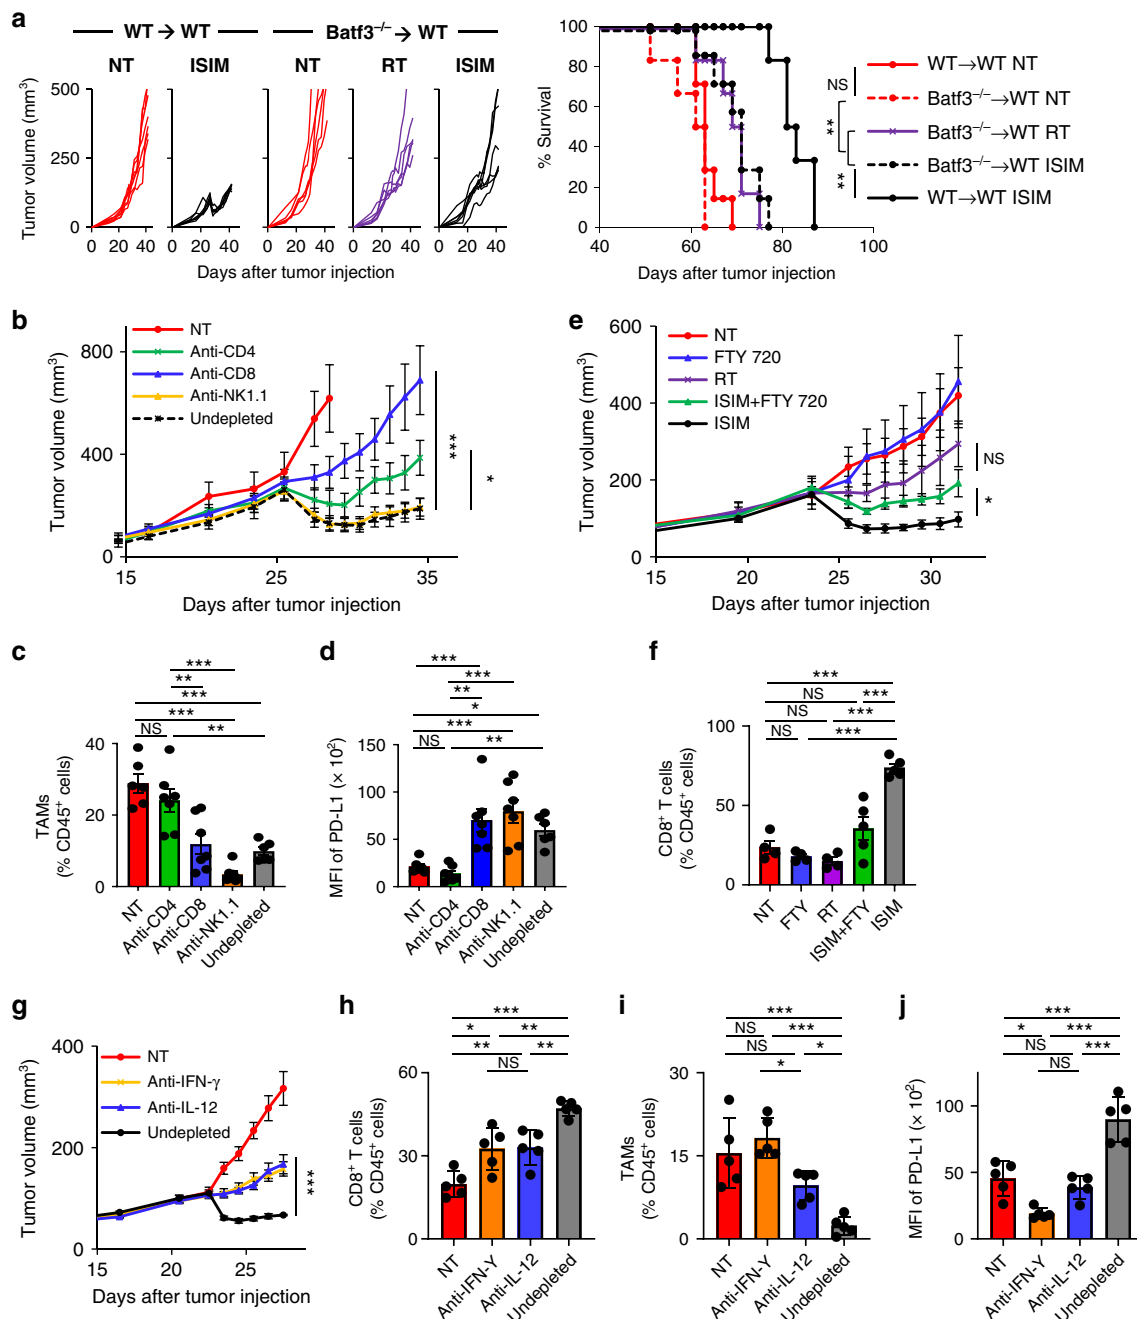 a
WT → WT
Batf3⁻/⁻ → WT
NT
ISIM
NT
RT
ISIM
Tumor volume (mm³)
500
250
0
0 20 40
0 20 40
0 20 40
0 20 40
0 20 40
Days after tumor injection
% Survival
100
80
60
40
20
0
40 60 80 100
Days after tumor injection
NS
**
**
WT→WT NT
Batf3⁻/⁻→WT NT
Batf3⁻/⁻→WT RT
Batf3⁻/⁻→WT ISIM
WT→WT ISIM
b
NT
Anti-CD4
Anti-CD8
Anti-NK1.1
Undepleted
Tumor volume (mm³)
800
400
0
15 25 35
Days after tumor injection
***
*
e
NT
FTY 720
RT
ISIM+FTY 720
ISIM
Tumor volume (mm³)
600
400
200
0
15 20 25 30
Days after tumor injection
NS
*
c
***
**
***
***
NS **
TAMs
(% CD45⁺ cells)
40
20
0
NT
Anti-CD4
Anti-CD8
Anti-NK1.1
Undepleted
d
***
***
**
*
***
NS **
MFI of PD-L1 (× 10²)
150
100
50
0
NT
Anti-CD4
Anti-CD8
Anti-NK1.1
Undepleted
f
***
NS ***
NS ***
NS ***
CD8⁺ T cells
(% CD45⁺ cells)
100
50
0
NT
FTY
RT
ISIM+FTY
ISIM
g
NT
Anti-IFN-γ
Anti-IL-12
Undepleted
Tumor volume (mm³)
400
200
0
15 20 25
Days after tumor injection
***
h
***
* **
** **
NS
CD8⁺ T cells
(% CD45⁺ cells)
60
30
0
NT
Anti-IFN-Y
Anti-IL-12
Undepleted
i
***
NS ***
NS *
*
TAMs
(% CD45⁺ cells)
30
15
0
NT
Anti-IFN-Y
Anti-IL-12
Undepleted
j
***
* ***
NS ***
NS
MFI of PD-L1 (× 10²)
100
50
0
NT
Anti-IFN-Y
Anti-IL-12
Undepleted